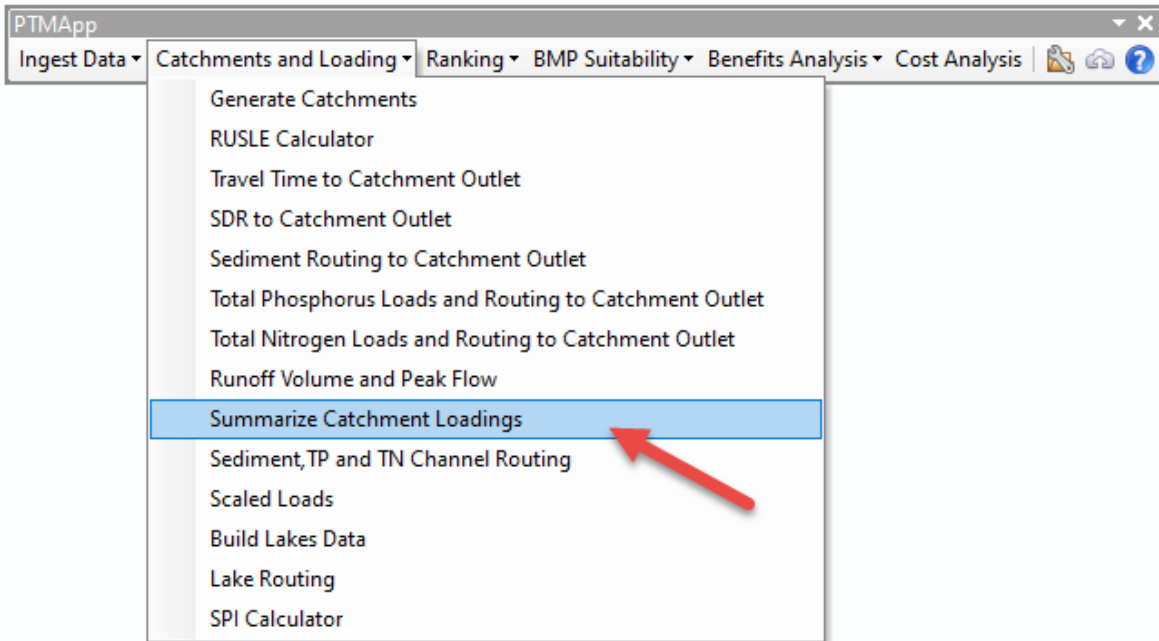 PTMApp
Ingest Data Catchments and Loading Ranking BMP Suitability Benefits Analysis Cost Analysis ?
Generate Catchments
RUSLE Calculator
Travel Time to Catchment Outlet
SDR to Catchment Outlet
Sediment Routing to Catchment Outlet
Total Phosphorus Loads and Routing to Catchment Outlet
Total Nitrogen Loads and Routing to Catchment Outlet
Runoff Volume and Peak Flow
Summarize Catchment Loadings
Sediment,TP and TN Channel Routing
Scaled Loads
Build Lakes Data
Lake Routing
SPI Calculator